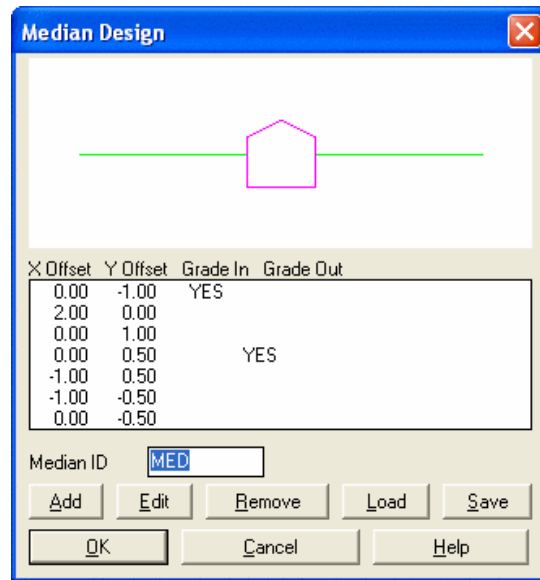 Median Design
X Offset Y Offset Grade In Grade Out
0.00 -1.00 YES
2.00 0.00
0.00 1.00
0.00 0.50 YES
-1.00 0.50
-1.00 -0.50
0.00 -0.50
Median ID MED
Add Edit Remove Load Save
OK Cancel Help